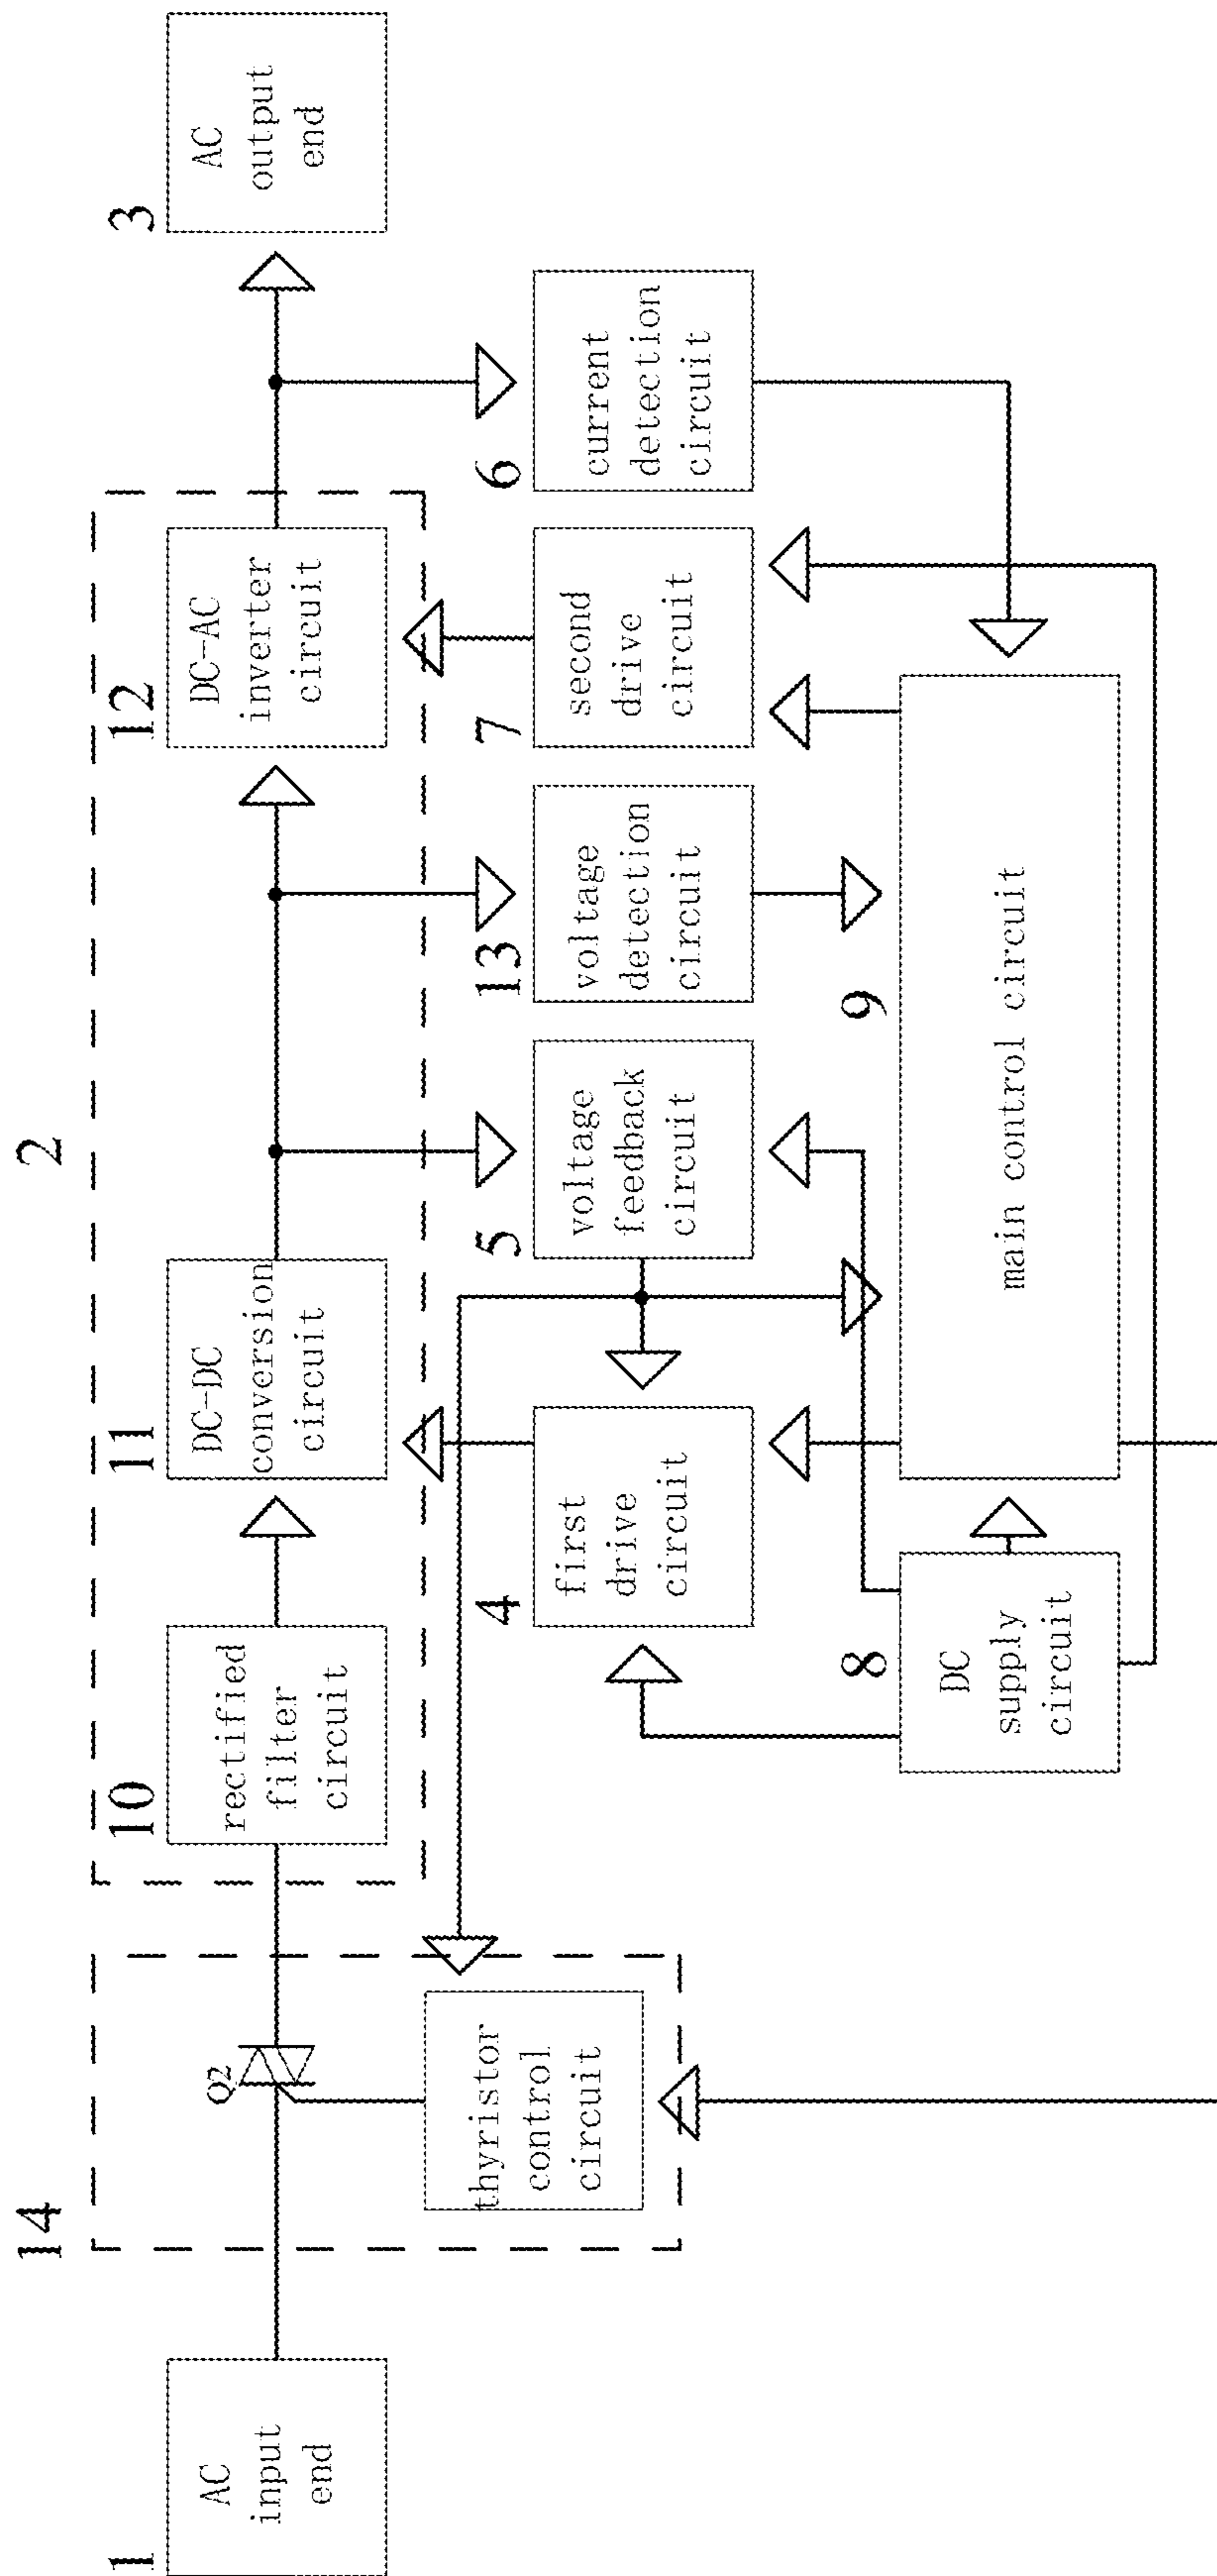 2
14
1
AC
input
end
Q2
thyristor
control
circuit
10
rectified
filter
circuit
11
DC-DC
conversion
circuit
12
DC-AC
inverter
circuit
3
AC
output
end
4
first
drive
circuit
5
voltage
feedback
circuit
13
voltage
detection
circuit
7
second
drive
circuit
6
current
detection
circuit
8
DC
supply
circuit
9
main control circuit